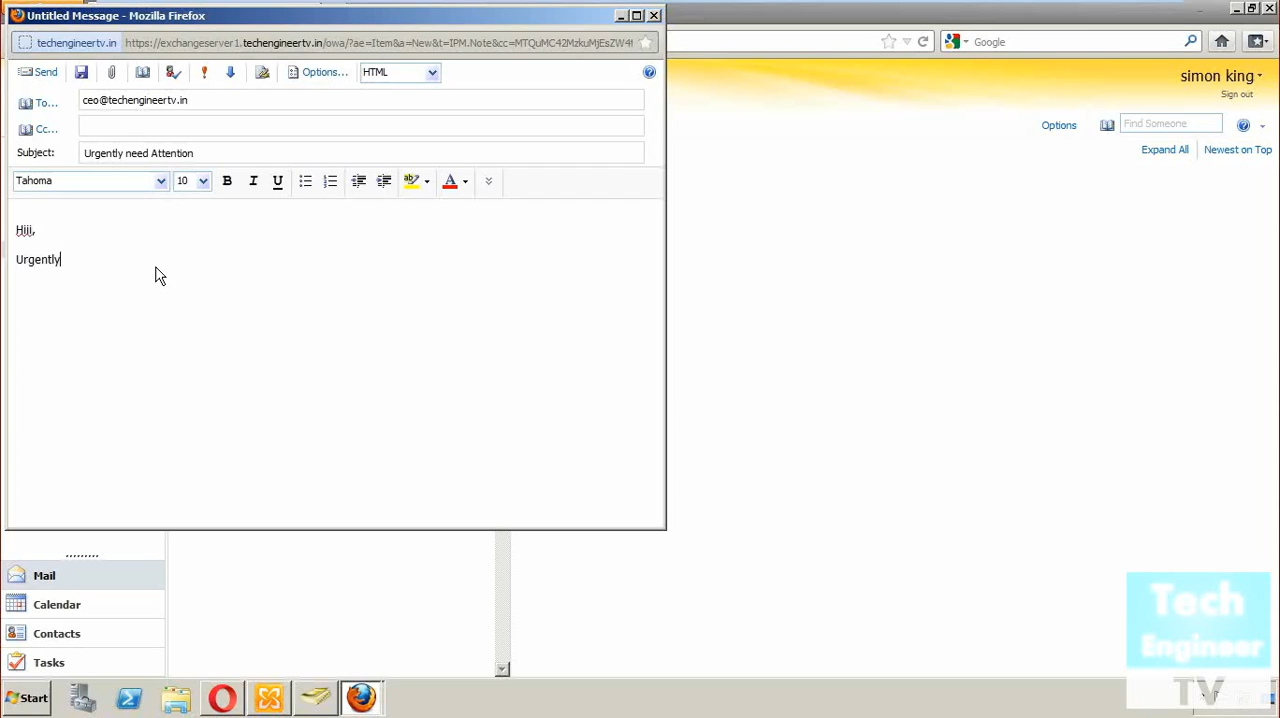 Untitled Message - Mozilla Firefox
techengineertv.in https://exchangeserver1.techengineertv.in/owa/?ae=Item&a=New&t=IPM.Note&cc=MTQuMC42MzkuMjEsZW4t
Google
Send Options... HTML
simon king
Sign out
To... ceo@techengineertv.in
Cc...
Options Find Someone
Subject: Urgently need Attention
Expand All Newest on Top
Tahoma 10 B I U ab A
Hiii,
Urgently
Mail
Calendar
Contacts
Tasks
Start
Tech
Engineer
TV